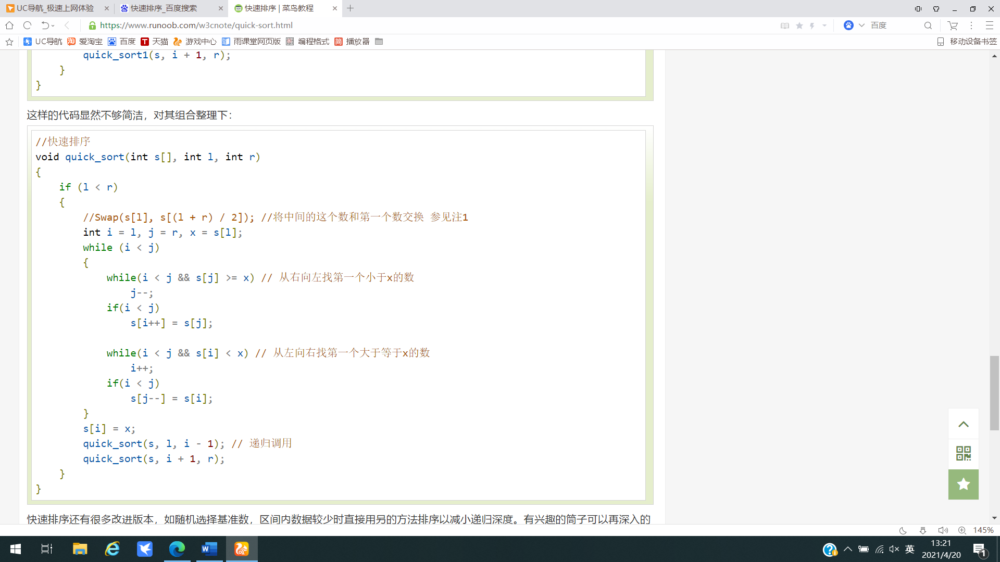 UC导航_极速上网体验
快速排序_百度搜索
快速排序 | 菜鸟教程
https://www.runoob.com/w3cnote/quick-sort.html
百度
UC导航 爱淘宝 百度 天猫 游戏中心 雨课堂网页版 编程格式 播放器
移动设备书签
quick_sort1(s, i + 1, r);
}
}
这样的代码显然不够简洁，对其组合整理下：
//快速排序
void quick_sort(int s[], int l, int r)
{
if (l < r)
{
//Swap(s[l], s[(l + r) / 2]); //将中间的这个数和第一个数交换 参见注1
int i = l, j = r, x = s[l];
while (i < j)
{
while(i < j && s[j] >= x) // 从右向左找第一个小于x的数
j--;
if(i < j)
s[i++] = s[j];
while(i < j && s[i] < x) // 从左向右找第一个大于等于x的数
i++;
if(i < j)
s[j--] = s[i];
}
s[i] = x;
quick_sort(s, l, i - 1); // 递归调用
quick_sort(s, i + 1, r);
}
}
快速排序还有很多改进版本，如随机选择基准数，区间内数据较少时直接用另的方法排序以减小递归深度。有兴趣的筒子可以再深入的
145%
英
13:21
2021/4/20
1